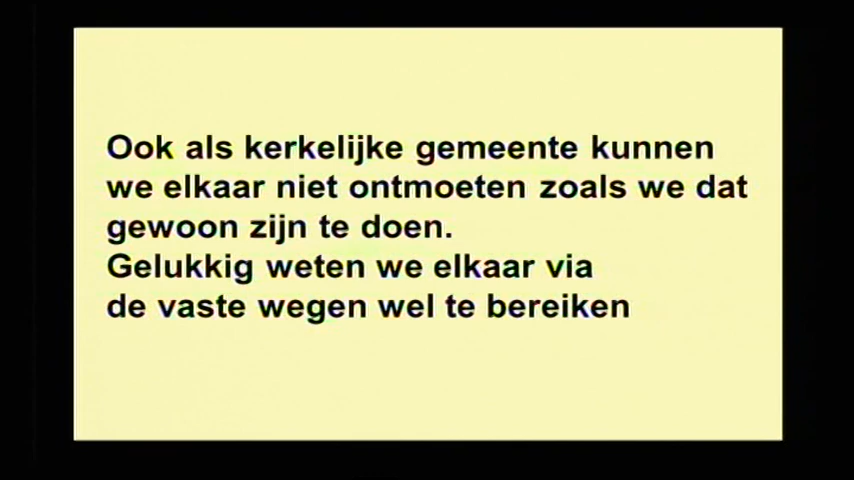 Ook als kerkelijke gemeente kunnen
we elkaar niet ontmoeten zoals we dat
gewoon zijn te doen.
Gelukkig weten we elkaar via
de vaste wegen wel te bereiken